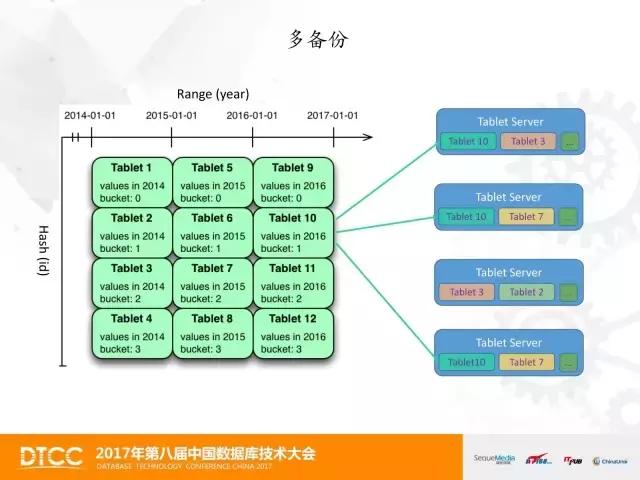 多备份
Range (year)
2014-01-01 2015-01-01 2016-01-01 2017-01-01
Hash (id)
Tablet 1
values in 2014
bucket: 0
Tablet 5
values in 2015
bucket: 0
Tablet 9
values in 2016
bucket: 0
Tablet 2
values in 2014
bucket: 1
Tablet 6
values in 2015
bucket: 1
Tablet 10
values in 2016
bucket: 1
Tablet 3
values in 2014
bucket: 2
Tablet 7
values in 2015
bucket: 2
Tablet 11
values in 2016
bucket: 2
Tablet 4
values in 2014
bucket: 3
Tablet 8
values in 2015
bucket: 3
Tablet 12
values in 2016
bucket: 3
Tablet Server
Tablet 10 Tablet 3 ...
Tablet Server
Tablet 10 Tablet 7 ...
Tablet Server
Tablet 3 Tablet 2 ...
Tablet Server
Tablet10 Tablet 7 ...
DTCC 2017年第八届中国数据库技术大会
DATABASE TECHNOLOGY CONFERENCE CHINA 2017
SequeMedia
ITPUB
ChinaUnix